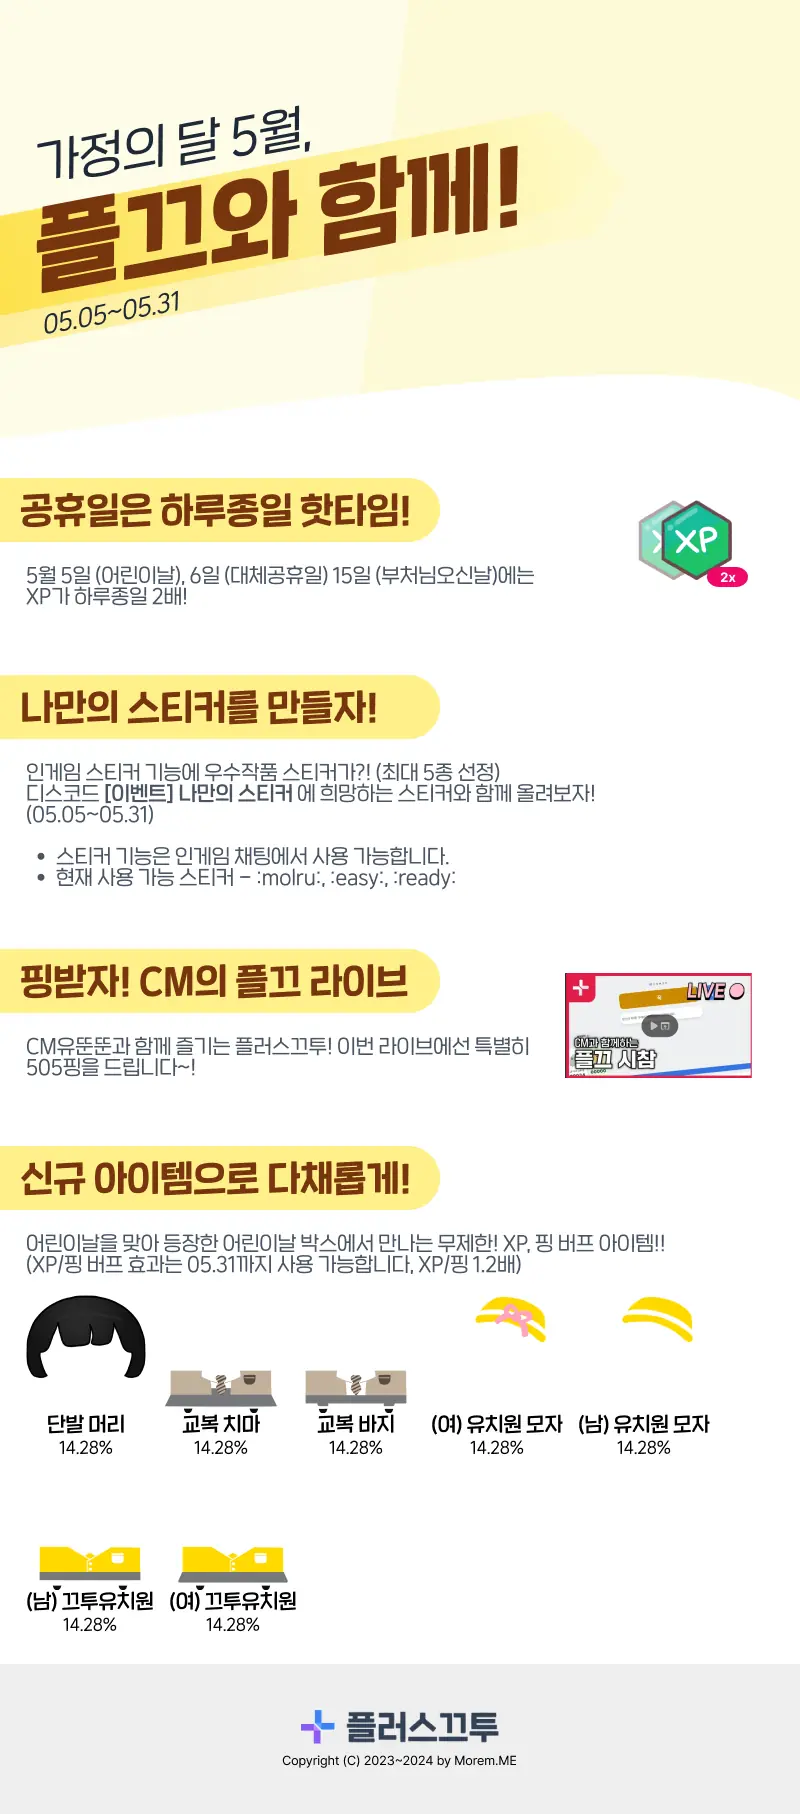 가정의 달 5월,
플끄와 함께!
05.05~05.31
공휴일은 하루종일 핫타임!
XP
2x
5월 5일 (어린이날), 6일 (대체공휴일) 15일 (부처님오신날)에는
XP가 하루종일 2배!
나만의 스티커를 만들자!
인게임 스티커 기능에 우수작품 스티커가?! (최대 5종 선정)
디스코드 [이벤트] 나만의 스티커 에 희망하는 스티커와 함께 올려보자!
(05.05~05.31)
• 스티커 기능은 인게임 채팅에서 사용 가능합니다.
• 현재 사용 가능 스티커 – :molru:, :easy:, :ready:
핑받자! CM의 플끄 라이브
LIVE
CM과 함께하는
플끄 시참
CM유뚠뚠과 함께 즐기는 플러스끄투! 이번 라이브에선 특별히
505핑을 드립니다~!
신규 아이템으로 다채롭게!
어린이날을 맞아 등장한 어린이날 박스에서 만나는 무제한! XP, 핑 버프 아이템!!
(XP/핑 버프 효과는 05.31까지 사용 가능합니다, XP/핑 1.2배)
단발 머리 교복 치마 교복 바지 (여) 유치원 모자 (남) 유치원 모자
14.28% 14.28% 14.28% 14.28% 14.28%
(남) 끄투유치원 (여) 끄투유치원
14.28% 14.28%
플러스끄투
Copyright (C) 2023~2024 by Morem.ME